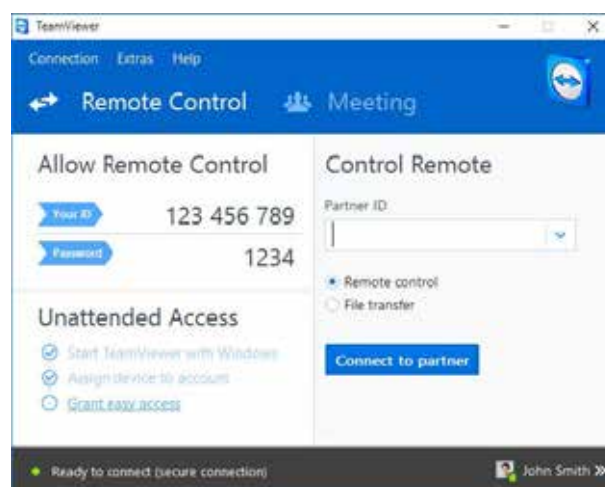 TeamViewer
Connection Extras Help
Remote Control Meeting
Allow Remote Control
Your ID 123 456 789
Password 1234
Unattended Access
Start TeamViewer with Windows
Assign device to account
Grant easy access
Control Remote
Partner ID
Remote control
File transfer
Connect to partner
Ready to connect (secure connection)
John Smith